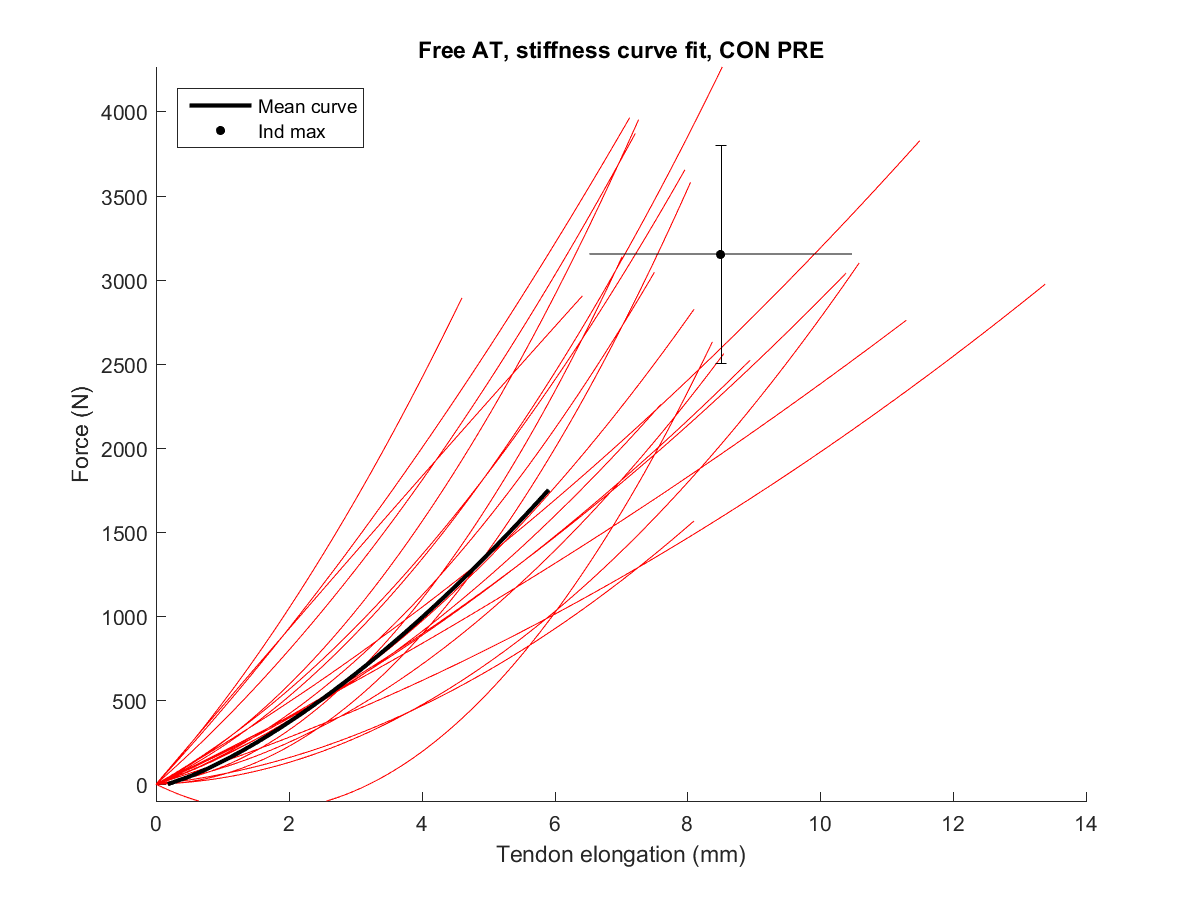 Free AT, stiffness curve fit, CON PRE
Mean curve
Ind max
4000
3500
3000
2500
2000
1500
1000
500
0
Force (N)
0 2 4 6 8 10 12 14
Tendon elongation (mm)